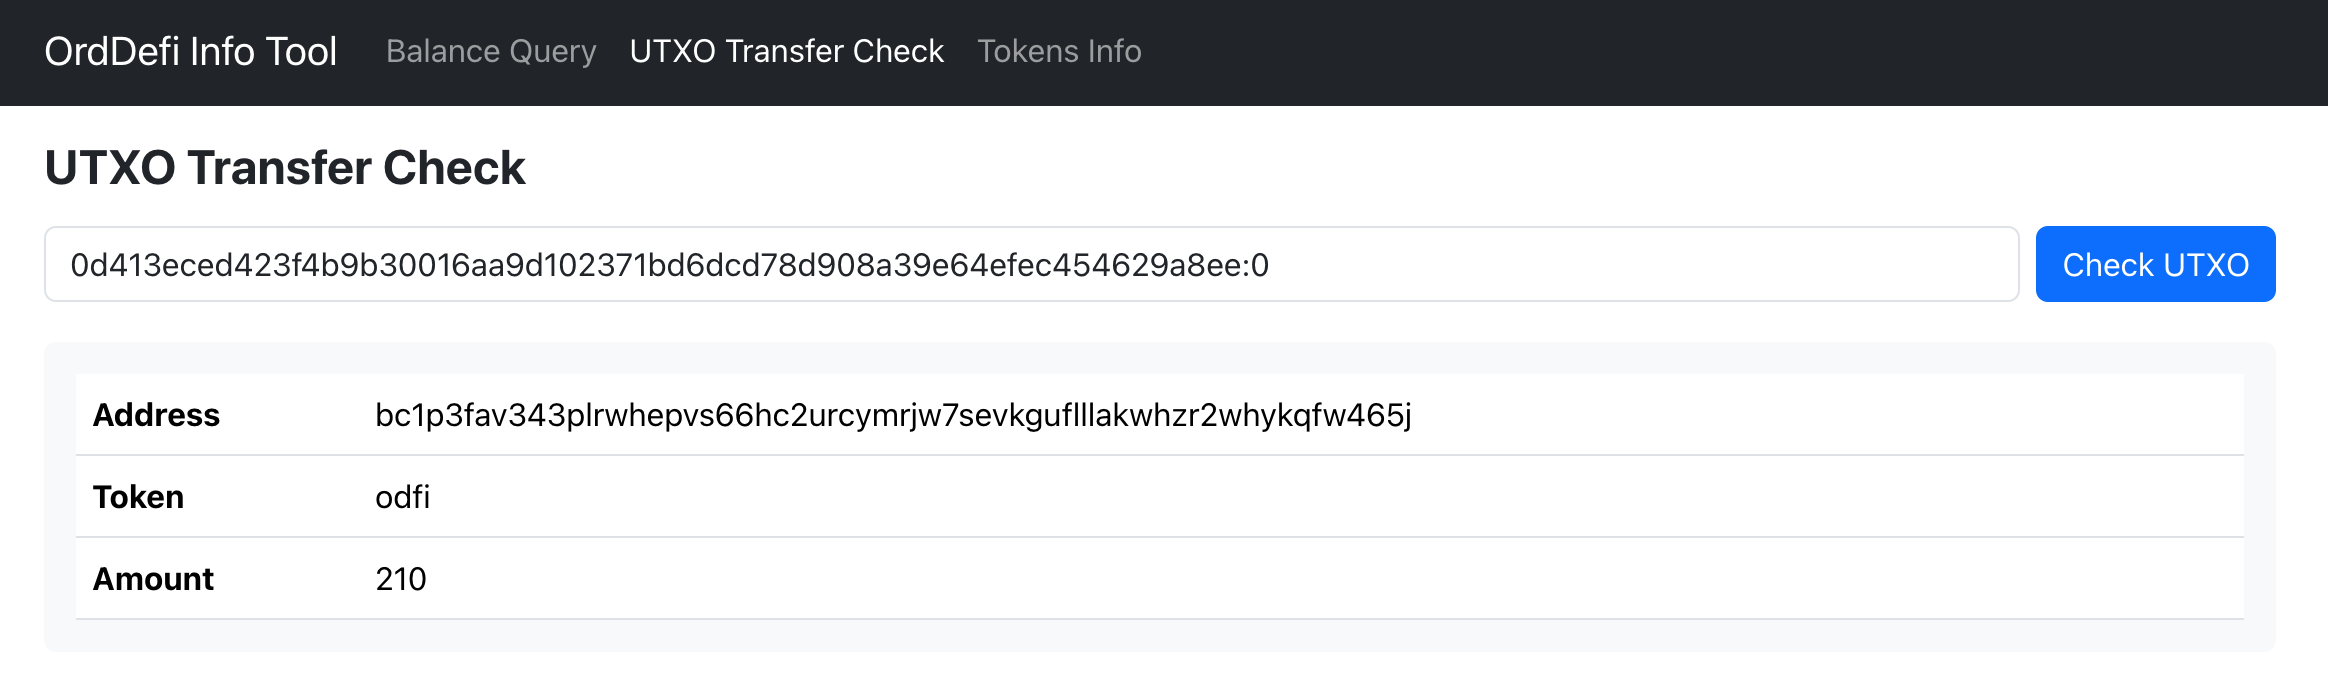 OrdDefi Info Tool Balance Query UTXO Transfer Check Tokens Info
UTXO Transfer Check
0d413eced423f4b9b30016aa9d102371bd6dcd78d908a39e64efec454629a8ee:0 Check UTXO
Address bc1p3fav343plrwhepvs66hc2urcymrjw7sevkguflllakwhzr2whykqfw465j
Token odfi
Amount 210